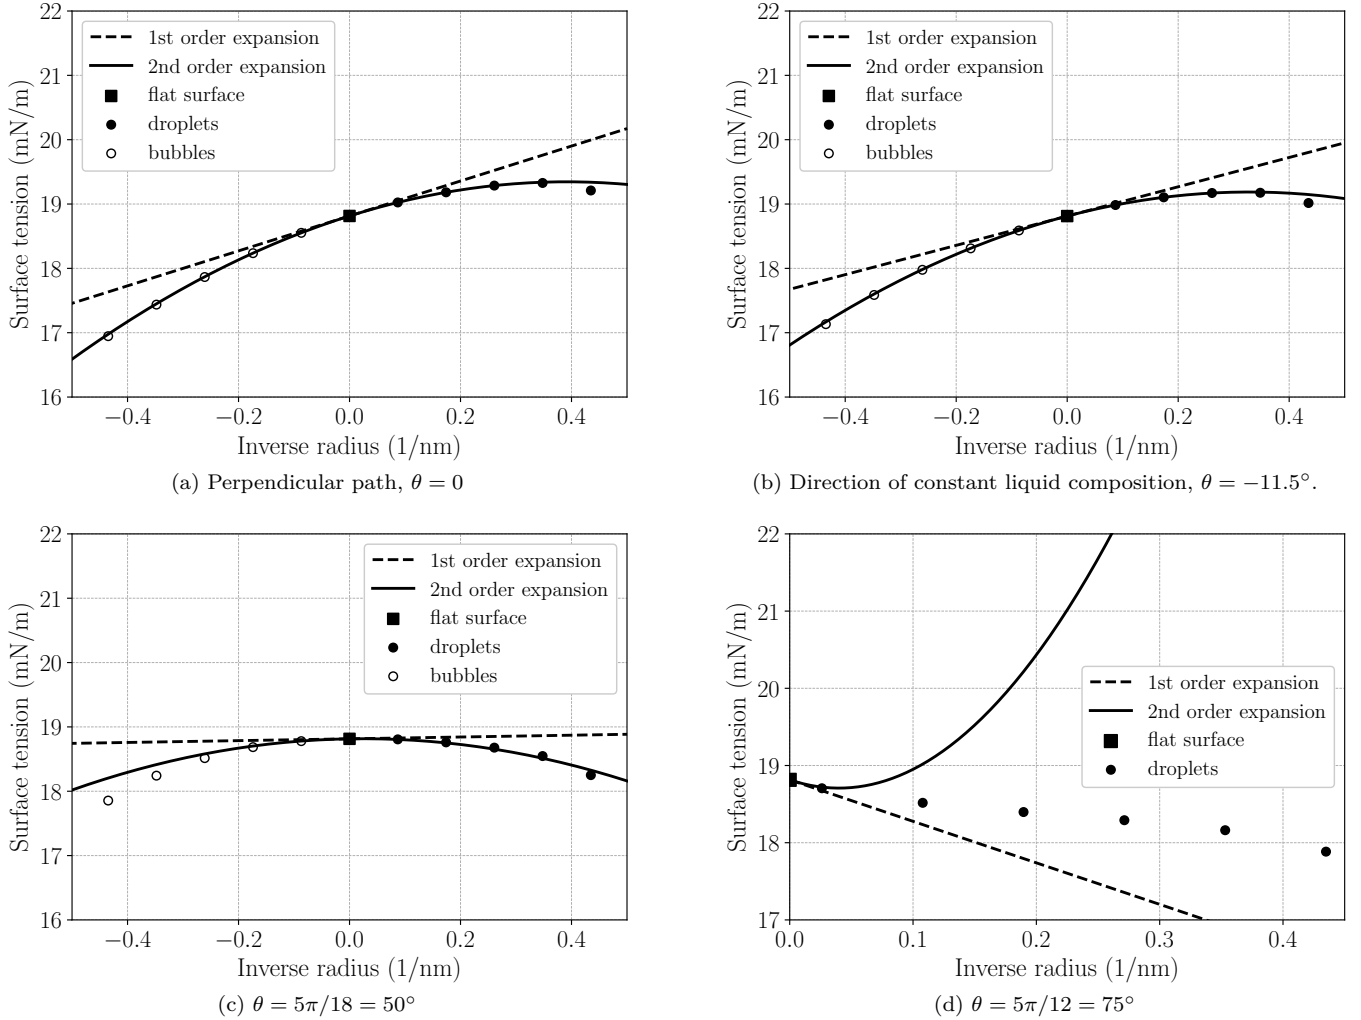 22
21
20
19
18
17
16
Surface tension (mN/m)
1st order expansion
2nd order expansion
flat surface
droplets
bubbles
−0.4 −0.2 0.0 0.2 0.4
Inverse radius (1/nm)
(a) Perpendicular path, θ = 0
22
21
20
19
18
17
16
Surface tension (mN/m)
1st order expansion
2nd order expansion
flat surface
droplets
bubbles
−0.4 −0.2 0.0 0.2 0.4
Inverse radius (1/nm)
(b) Direction of constant liquid composition, θ = −11.5°.
22
21
20
19
18
17
16
Surface tension (mN/m)
1st order expansion
2nd order expansion
flat surface
droplets
bubbles
−0.4 −0.2 0.0 0.2 0.4
Inverse radius (1/nm)
(c) θ = 5π/18 = 50°
22
21
20
19
18
17
Surface tension (mN/m)
1st order expansion
2nd order expansion
flat surface
droplets
0.0 0.1 0.2 0.3 0.4
Inverse radius (1/nm)
(d) θ = 5π/12 = 75°